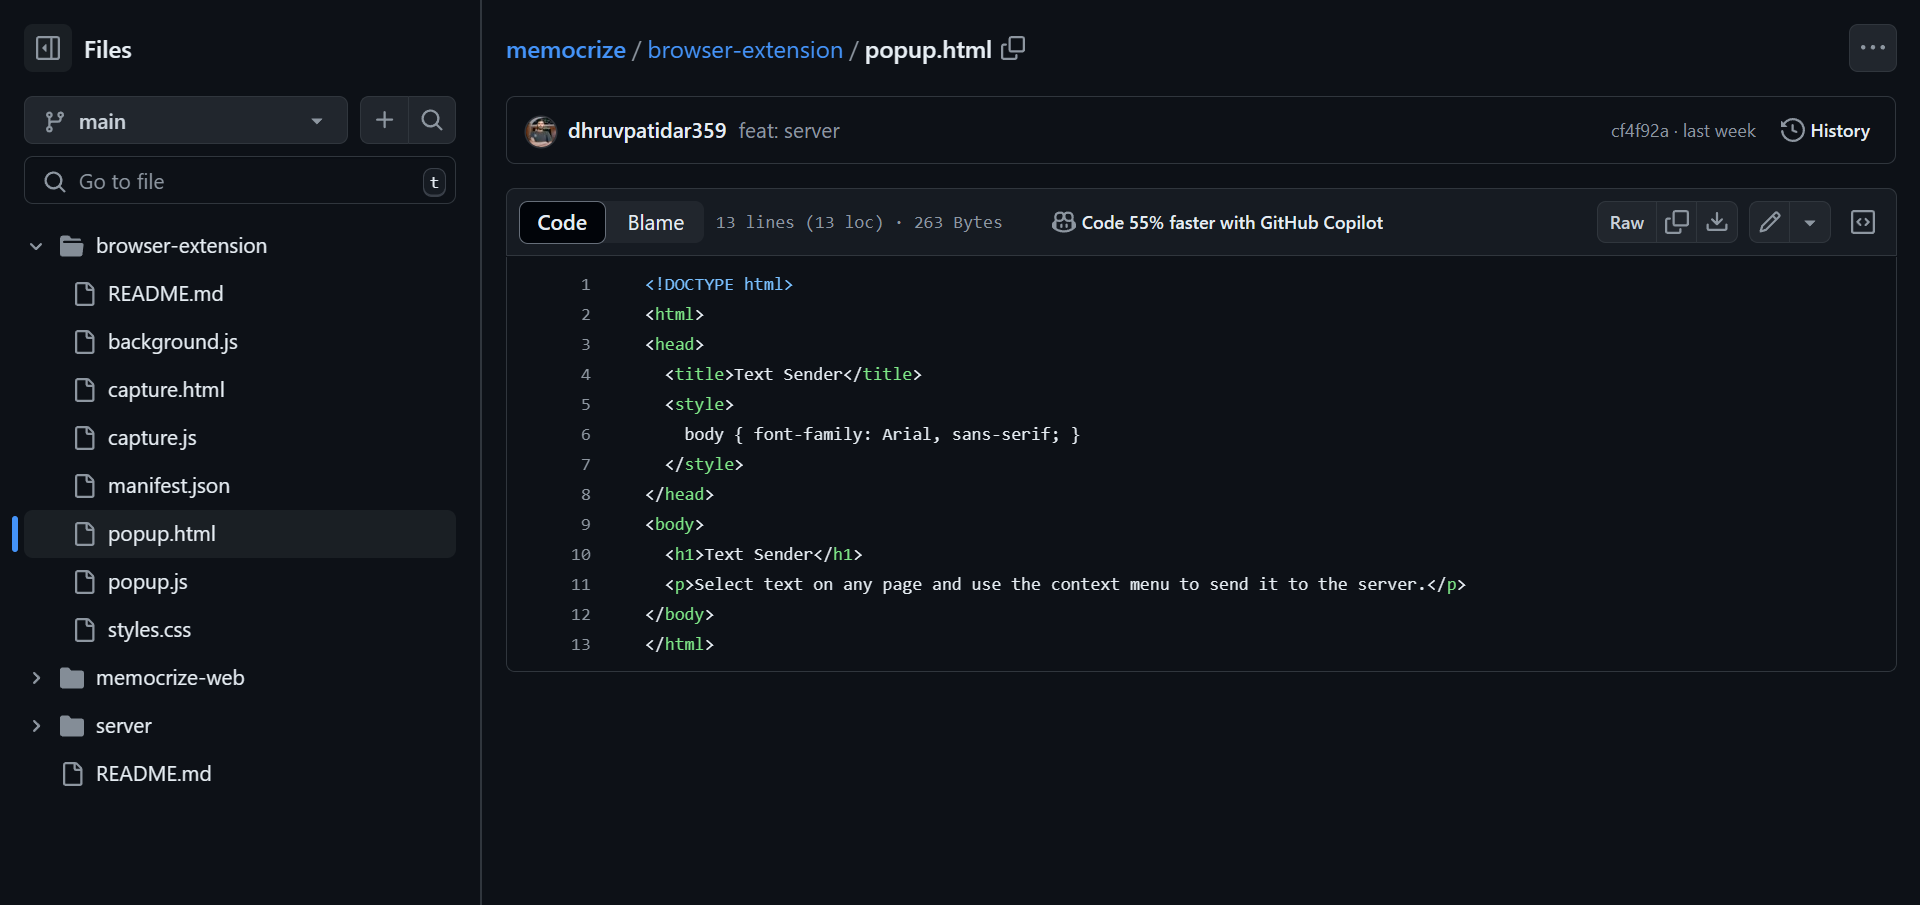 Files
main
Go to file
t
browser-extension
README.md
background.js
capture.html
capture.js
manifest.json
popup.html
popup.js
styles.css
memocrize-web
server
README.md
memocrize / browser-extension / popup.html
dhruvpatidar359 feat: server
cf4f92a · last week History
Code Blame 13 lines (13 loc) · 263 Bytes Code 55% faster with GitHub Copilot Raw
1 <!DOCTYPE html>
2 <html>
3 <head>
4   <title>Text Sender</title>
5   <style>
6     body { font-family: Arial, sans-serif; }
7   </style>
8 </head>
9 <body>
10   <h1>Text Sender</h1>
11   <p>Select text on any page and use the context menu to send it to the server.</p>
12 </body>
13 </html>